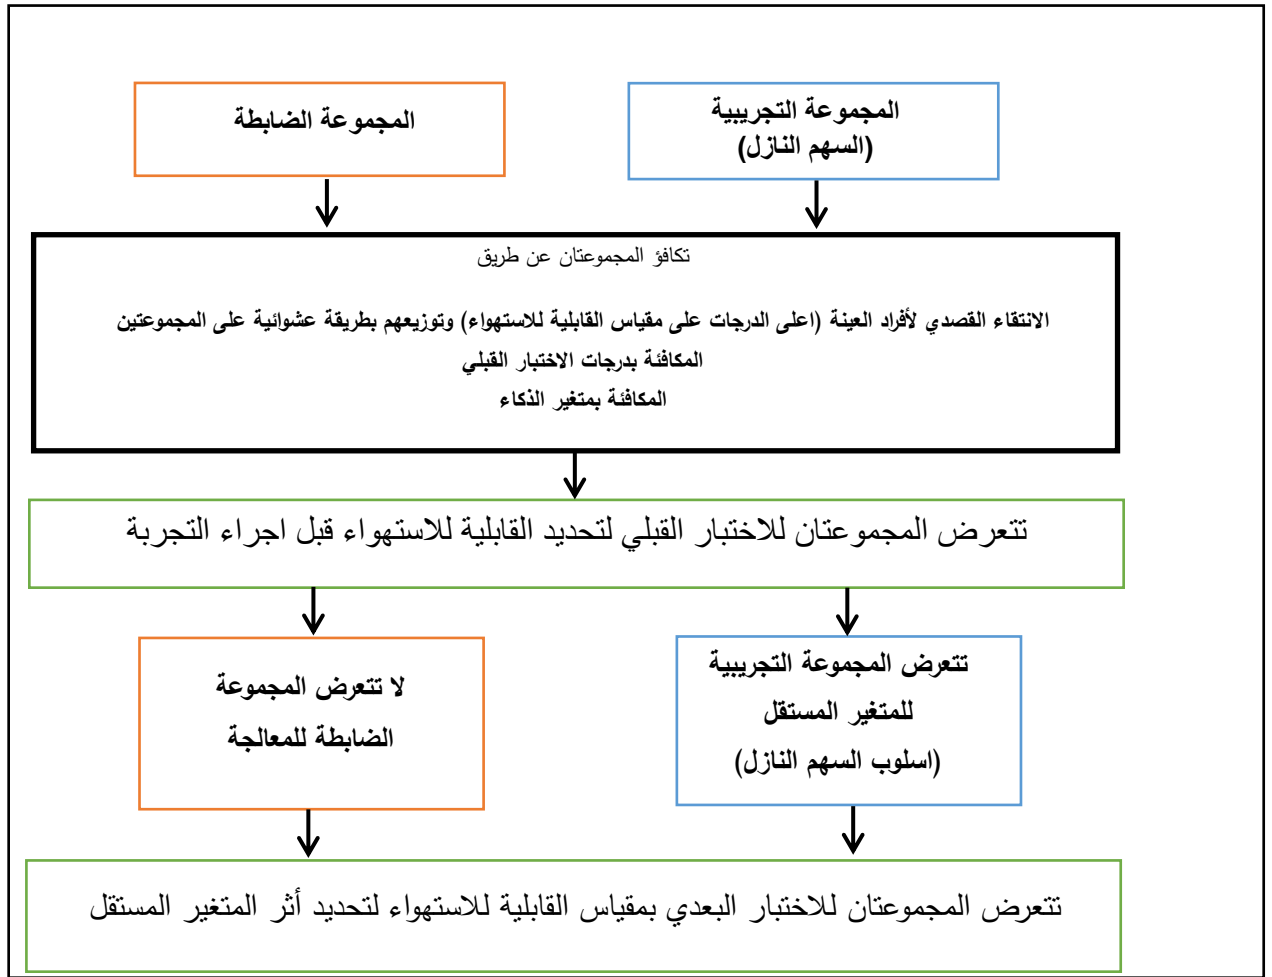 المجموعة التجريبية
(السهم النازل)
المجموعة الضابطة
تكافؤ المجموعتان عن طريق
الانتقاء القصدي لأفراد العينة (اعلى الدرجات على مقياس القابلية للاستهواء) وتوزيعهم بطريقة عشوائية على المجموعتين
المكافئة بدرجات الاختبار القبلي
المكافئة بمتغير الذكاء
تتعرض المجموعتان للاختبار القبلي لتحديد القابلية للاستهواء قبل اجراء التجربة
تتعرض المجموعة التجريبية
للمتغير المستقل
(اسلوب السهم النازل)
لا تتعرض المجموعة
الضابطة للمعالجة
تتعرض المجموعتان للاختبار البعدي بمقياس القابلية للاستهواء لتحديد أثر المتغير المستقل